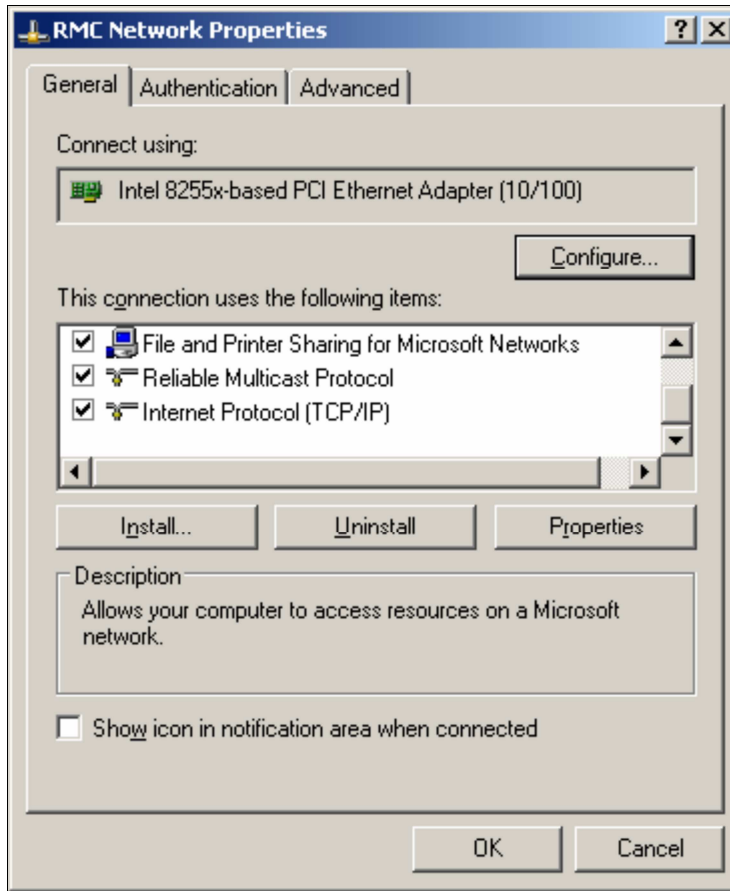 RMC Network Properties
General
Authentication
Advanced
Connect using:
Intel 8255x-based PCI Ethernet Adapter (10/100)
Configure...
This connection uses the following items:
File and Printer Sharing for Microsoft Networks
Reliable Multicast Protocol
Internet Protocol (TCP/IP)
Install...
Uninstall
Properties
Description
Allows your computer to access resources on a Microsoft
network.
Show icon in notification area when connected
OK
Cancel